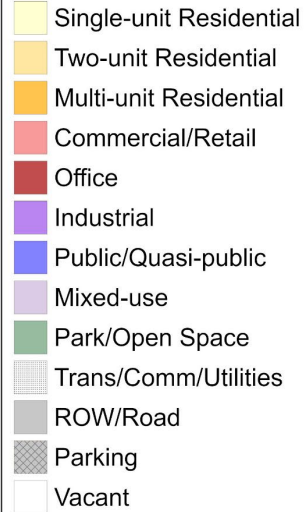 Single-unit Residential
Two-unit Residential
Multi-unit Residential
Commercial/Retail
Office
Industrial
Public/Quasi-public
Mixed-use
Park/Open Space
Trans/Comm/Utilities
ROW/Road
Parking
Vacant